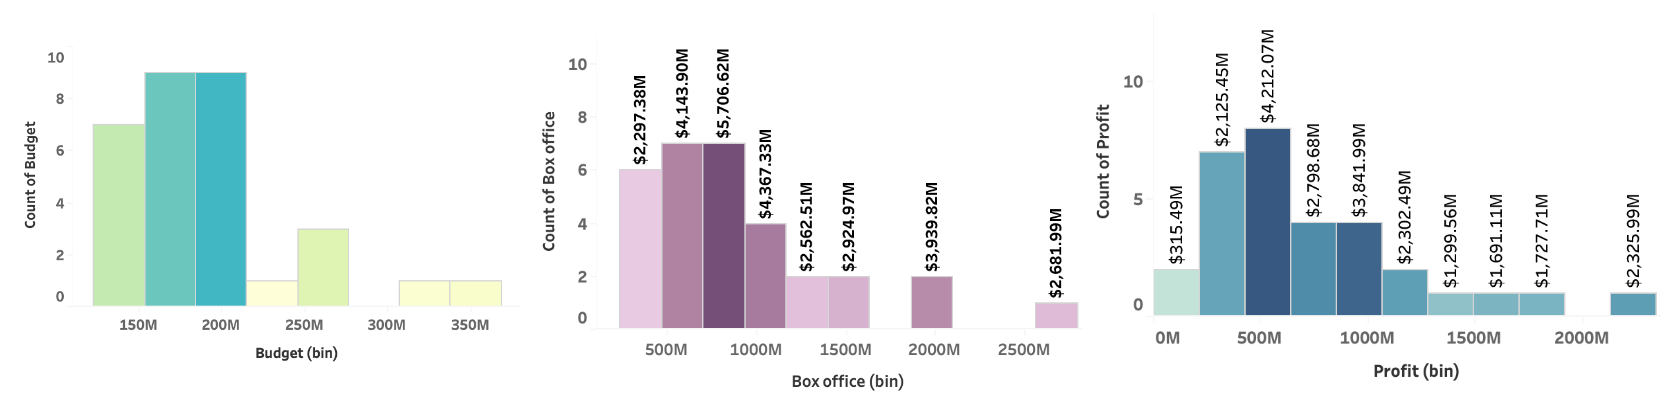 Count of Budget
10
8
6
4
2
0
150M 200M 250M 300M 350M
Budget (bin)
Count of Box office
10
8
6
4
2
0
$2,297.38M
$4,143.90M
$5,706.62M
$4,367.33M
$2,562.51M
$2,924.97M
$3,939.82M
$2,681.99M
500M 1000M 1500M 2000M 2500M
Box office (bin)
Count of Profit
10
5
0
$315.49M
$2,125.45M
$4,212.07M
$2,798.68M
$3,841.99M
$2,302.49M
$1,299.56M
$1,691.11M
$1,727.71M
$2,325.99M
0M 500M 1000M 1500M 2000M
Profit (bin)